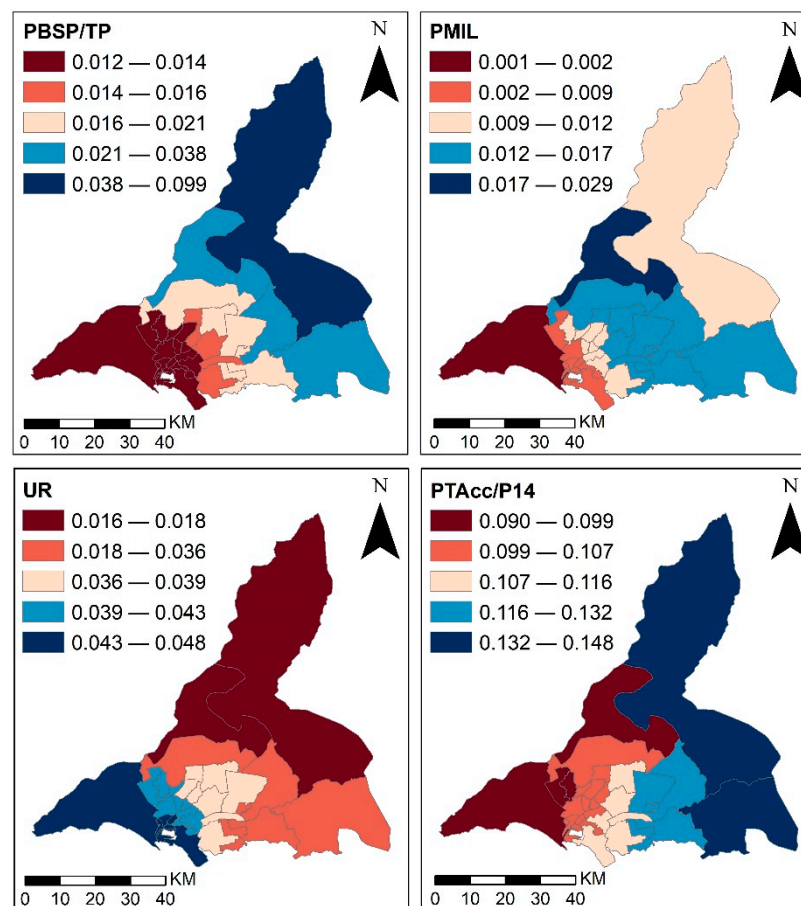 PBSP/TP
N
0.012 — 0.014
0.014 — 0.016
0.016 — 0.021
0.021 — 0.038
0.038 — 0.099
KM
0 10 20 30 40
PMIL
N
0.001 — 0.002
0.002 — 0.009
0.009 — 0.012
0.012 — 0.017
0.017 — 0.029
KM
0 10 20 30 40
UR
N
0.016 — 0.018
0.018 — 0.036
0.036 — 0.039
0.039 — 0.043
0.043 — 0.048
KM
0 10 20 30 40
PTAcc/P14
N
0.090 — 0.099
0.099 — 0.107
0.107 — 0.116
0.116 — 0.132
0.132 — 0.148
KM
0 10 20 30 40